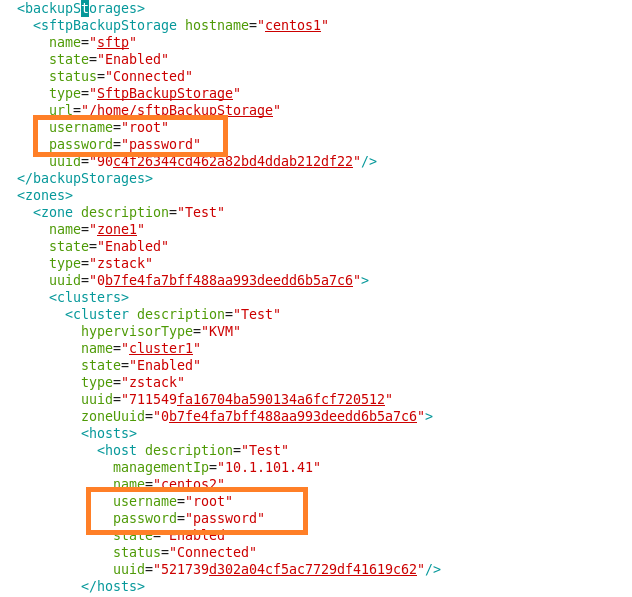 <backupStorages>
<sftpBackupStorage hostname="centos1"
name="sftp"
state="Enabled"
status="Connected"
type="SftpBackupStorage"
url="/home/sftpBackupStorage"
username="root"
password="password"
uuid="90c4f26344cd462a82bd4ddab212df22"/>
</backupStorages>
<zones>
<zone description="Test"
name="zone1"
state="Enabled"
type="zstack"
uuid="0b7fe4fa7bff488aa993deedd6b5a7c6">
<clusters>
<cluster description="Test"
hypervisorType="KVM"
name="cluster1"
state="Enabled"
type="zstack"
uuid="711549fa16704ba590134a6fcf720512"
zoneUuid="0b7fe4fa7bff488aa993deedd6b5a7c6">
<hosts>
<host description="Test"
managementIp="10.1.101.41"
name="centos2"
username="root"
password="password"
state="Enabled"
status="Connected"
uuid="521739d302a04cf5ac7729df41619c62"/>
</hosts>